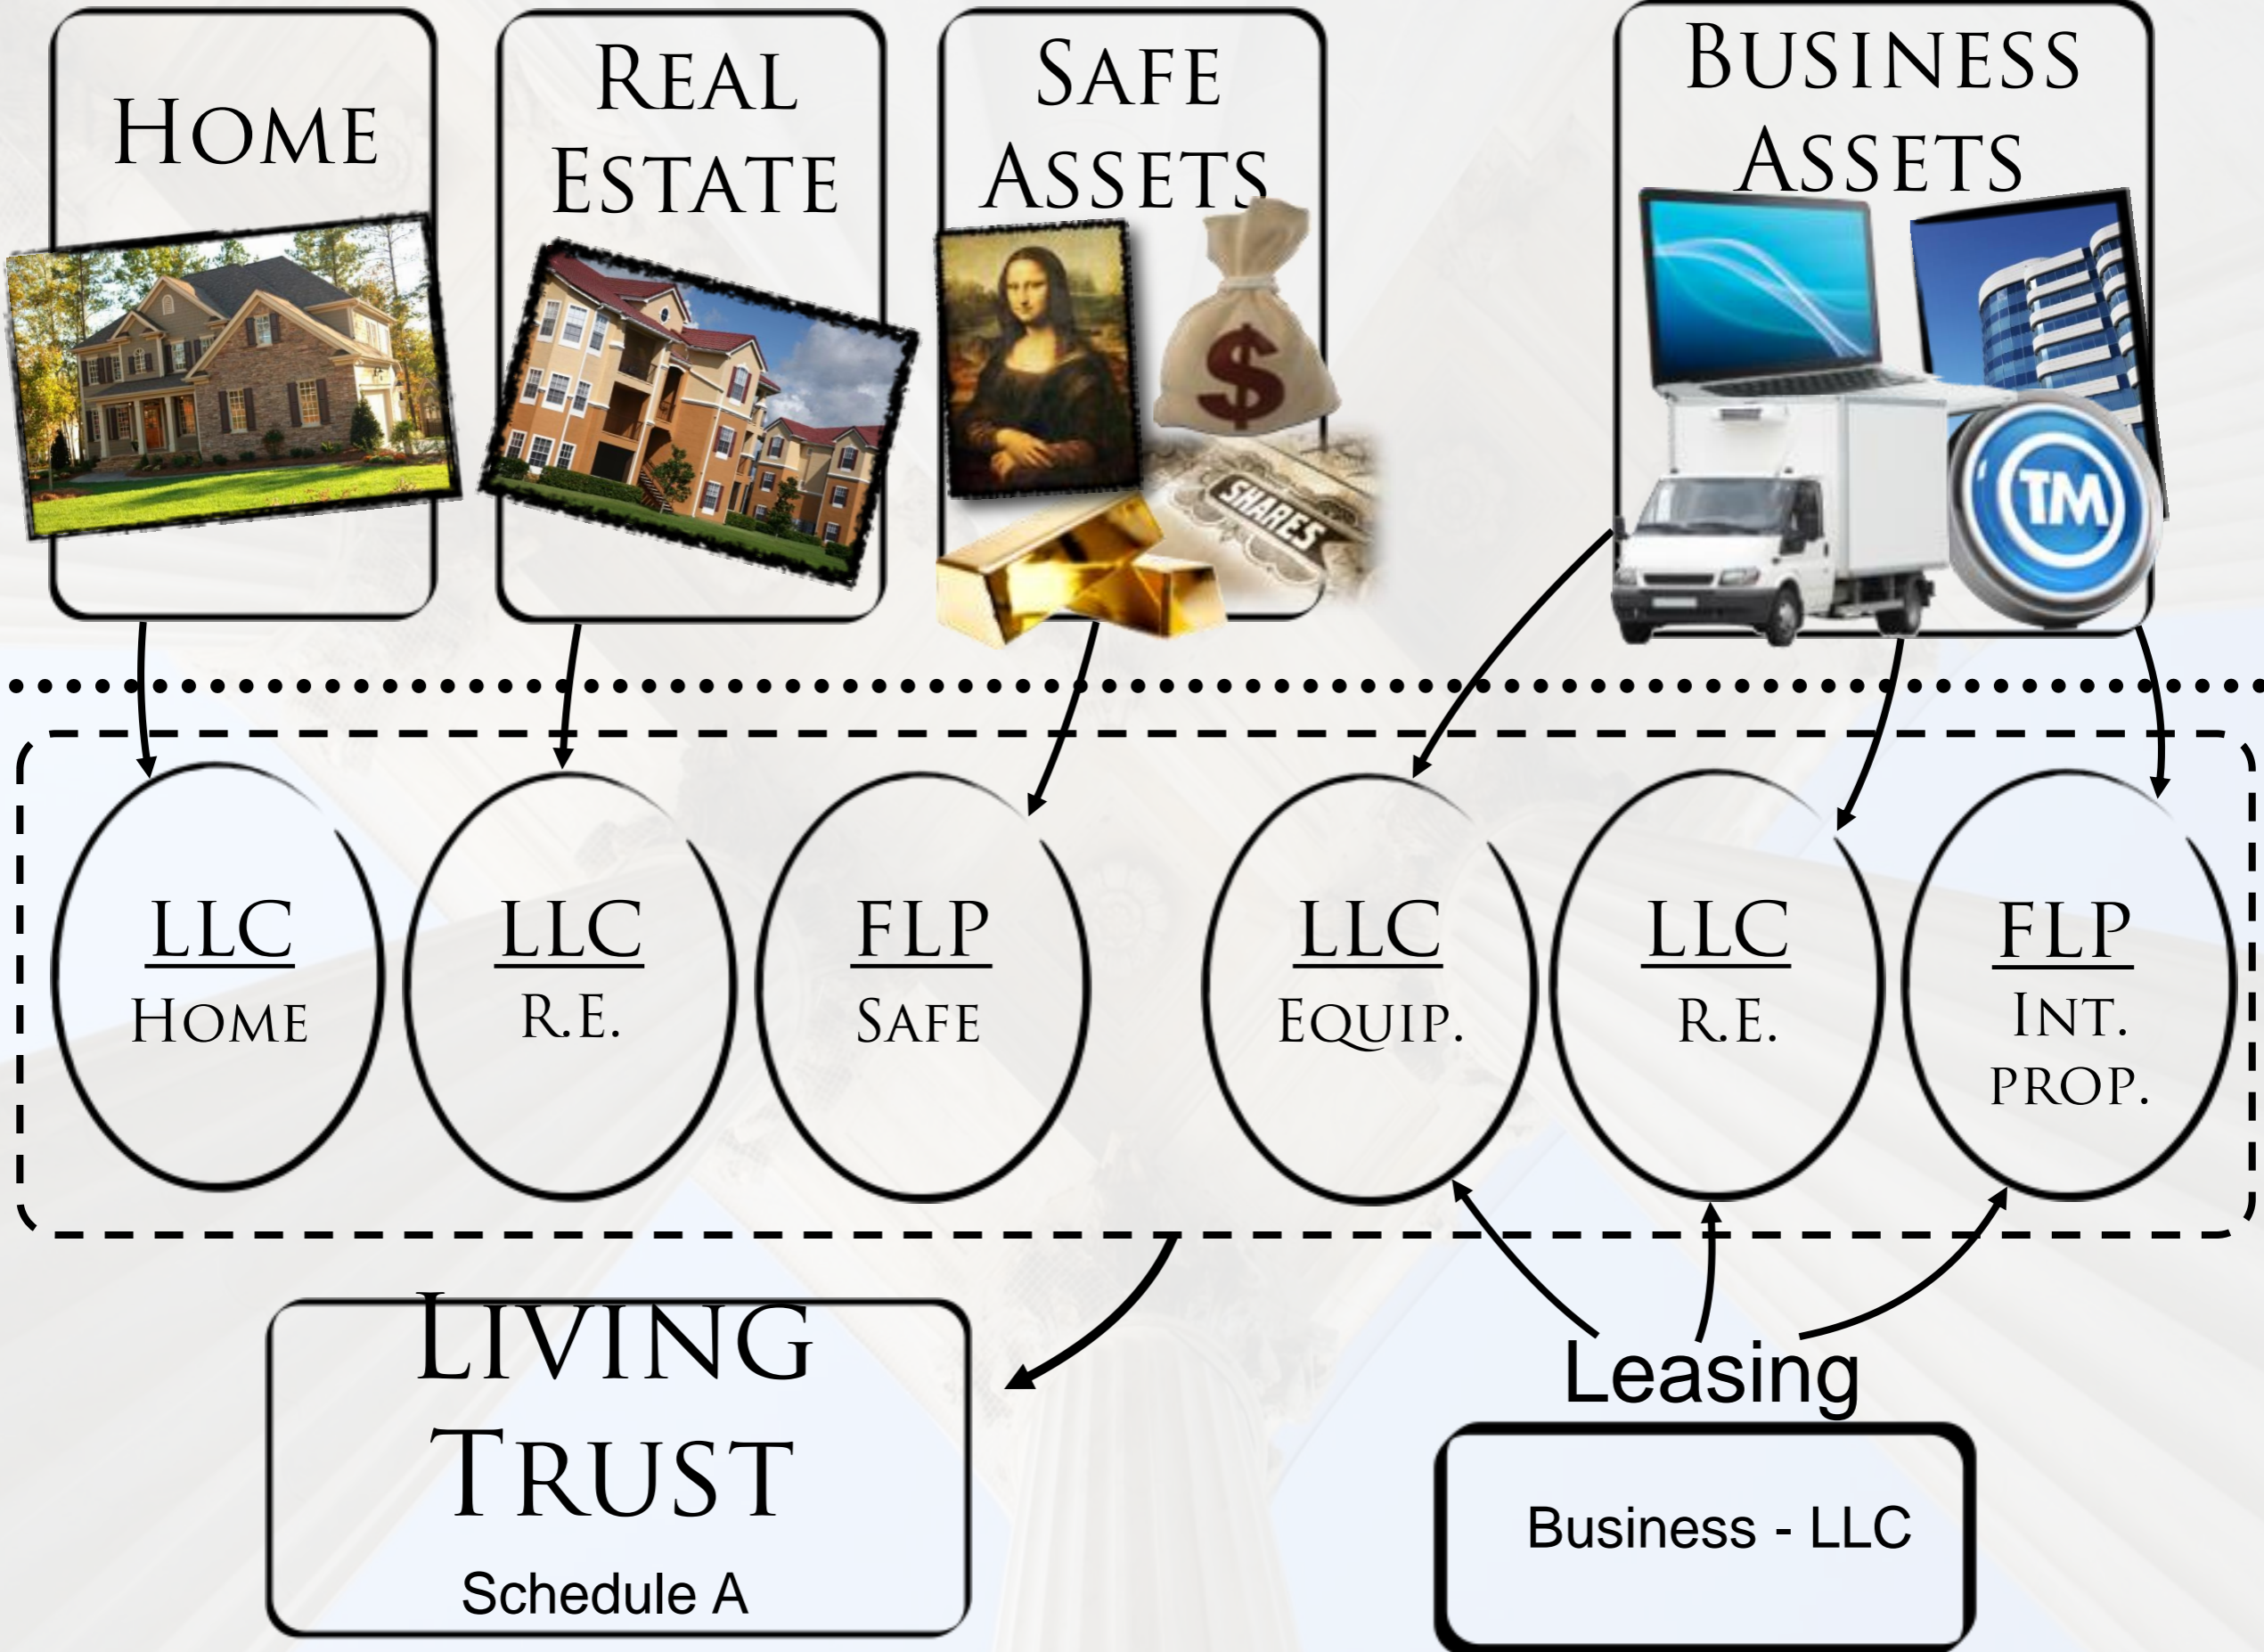 HOME
REAL
ESTATE
SAFE
ASSETS
$
SHARES
BUSINESS
ASSETS
TM
LLC
HOME
LLC
R.E.
FLP
SAFE
LLC
EQUIP.
LLC
R.E.
FLP
INT.
PROP.
LIVING
TRUST
Schedule A
Leasing
Business - LLC